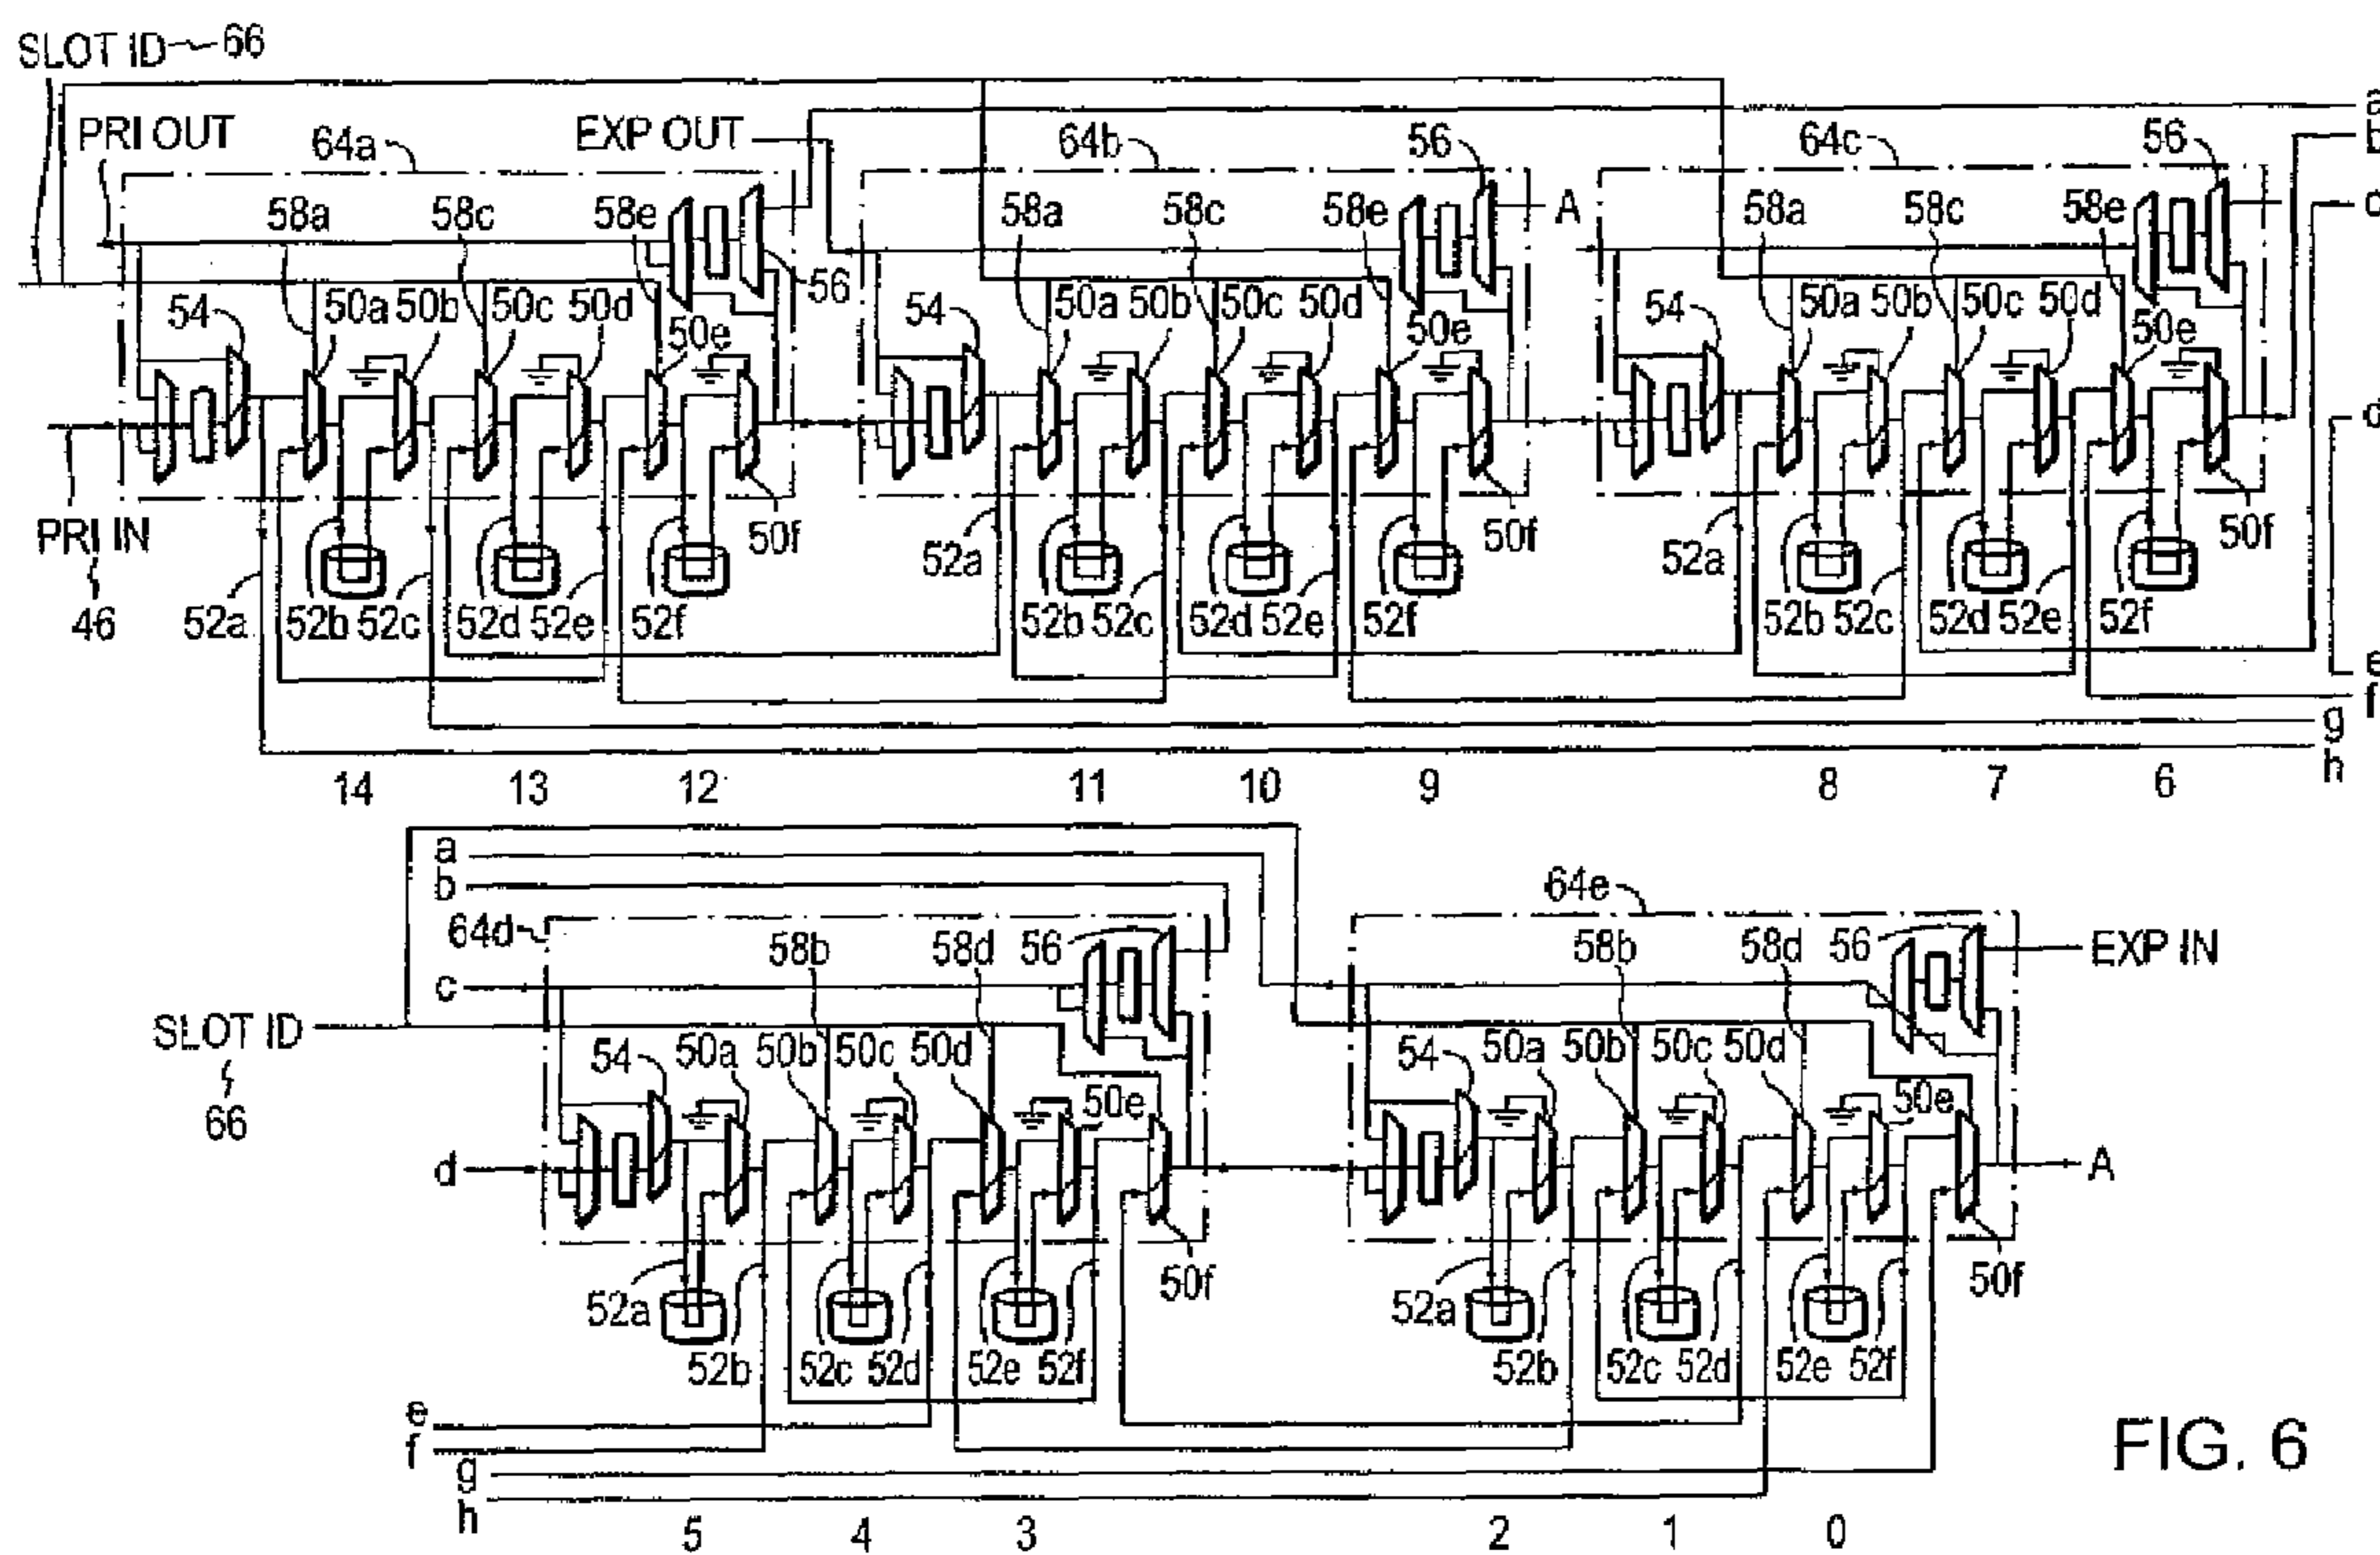 SLOT ID 66
a
PRI OUT 64a EXP OUT 64b 56 64c 56 b
58a 58c 58e 58a 58c 58e A 58a 58c 58e c
56
54 50a 50b 50c 50d 50e 54 50a 50b 50c 50d 50e 54 50a 50b 50c 50d 50e
d
PRI IN 50f 50f 50f
52a 52a
46 52a 52b 52c 52d 52e 52f 52b 52c 52d 52e 52f 52b 52c 52d 52e 52f
e
f
g
h
14 13 12 11 10 9 8 7 6
a
b
64d 64e
58b 58d 56 58b 58d 56 EXP IN
c
SLOT ID
54 50a 50b 50c 50d 50e 54 50a 50b 50c 50d 50e
66
d A
50f 50f
52a 52a
52b 52c 52d 52e 52f 52b 52c 52d 52e 52f
e
f
g
h
5 4 3 2 1 0
FIG. 6